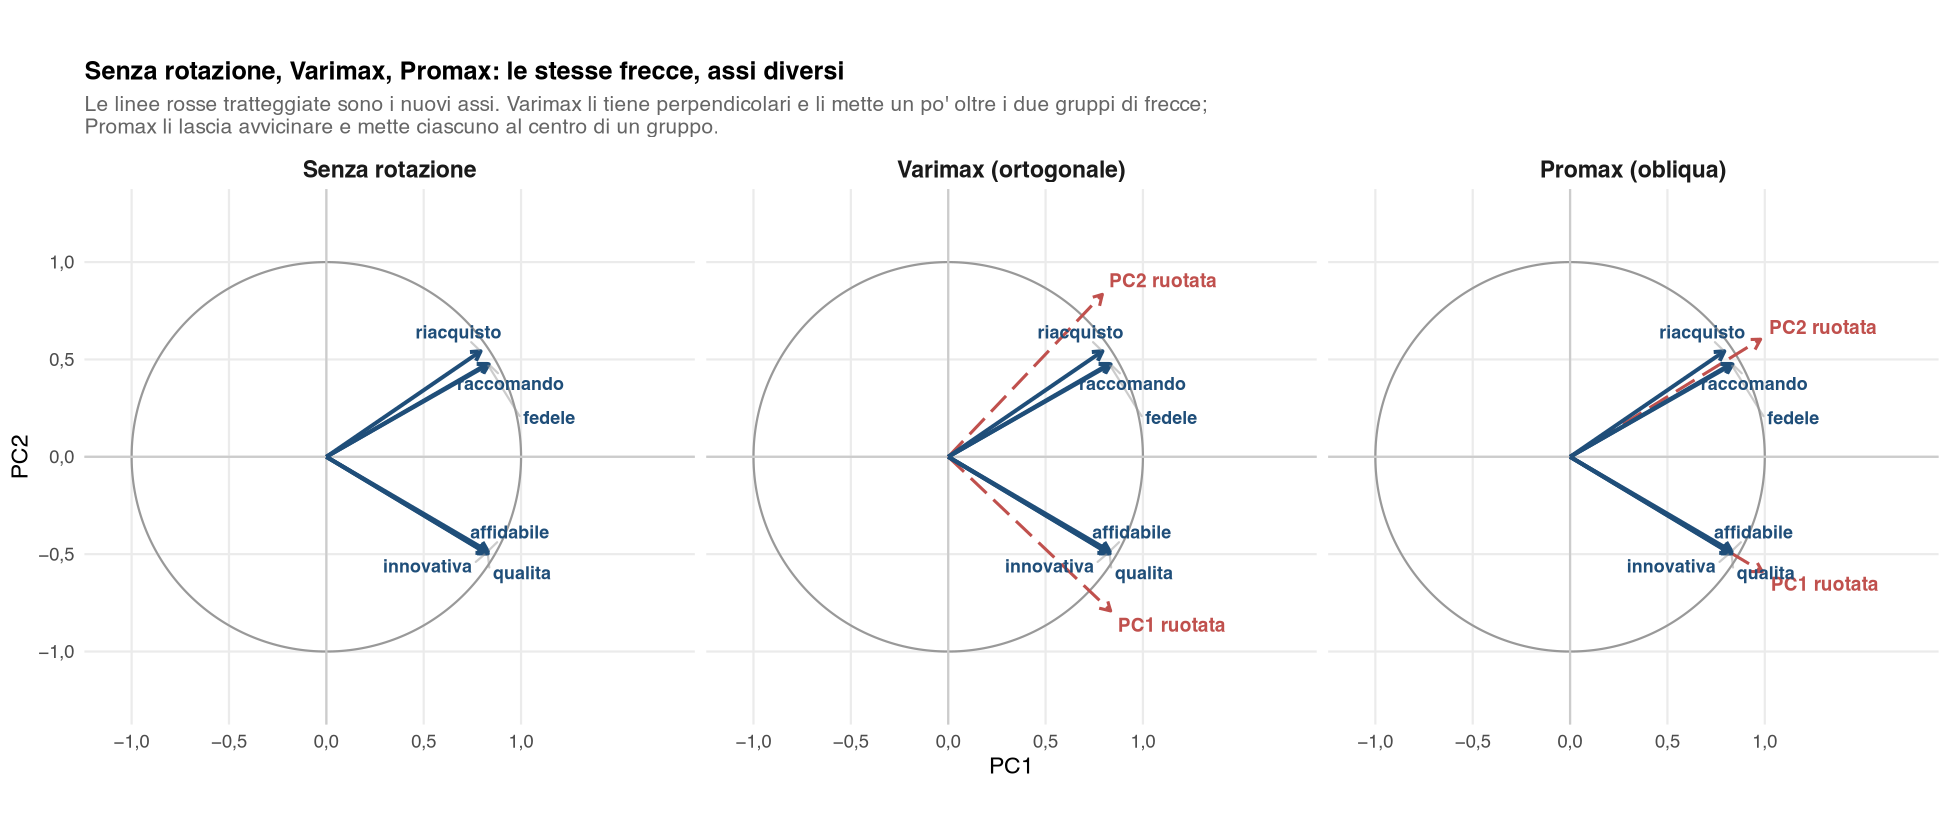 Senza rotazione, Varimax, Promax: le stesse frecce, assi diversi
Le linee rosse tratteggiate sono i nuovi assi. Varimax li tiene perpendicolari e li mette un po' oltre i due gruppi di frecce;
Promax li lascia avvicinare e mette ciascuno al centro di un gruppo.
Senza rotazione
Varimax (ortogonale)
Promax (obliqua)
PC2
1,0
0,5
0,0
−0,5
−1,0
riacquisto
raccomando
fedele
affidabile
innovativa
qualita
−1,0 −0,5 0,0 0,5 1,0
PC2 ruotata
riacquisto
raccomando
fedele
affidabile
innovativa
qualita
PC1 ruotata
−1,0 −0,5 0,0 0,5 1,0
riacquisto
PC2 ruotata
raccomando
fedele
affidabile
innovativa
qualita
PC1 ruotata
−1,0 −0,5 0,0 0,5 1,0
PC1